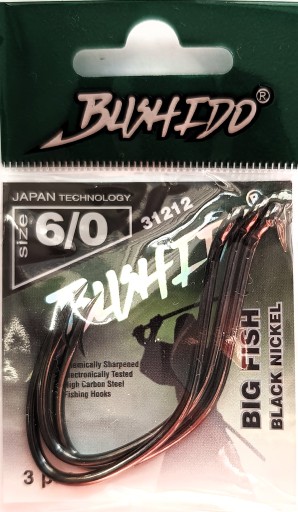 BUSHIDO®
JAPAN TECHNOLOGY
size 6/0
31212
BUSHIDO®
Chemically Sharpened
Electronically Tested
High Carbon Steel
Fishing Hooks
BIG FISH
BLACK NICKEL
3